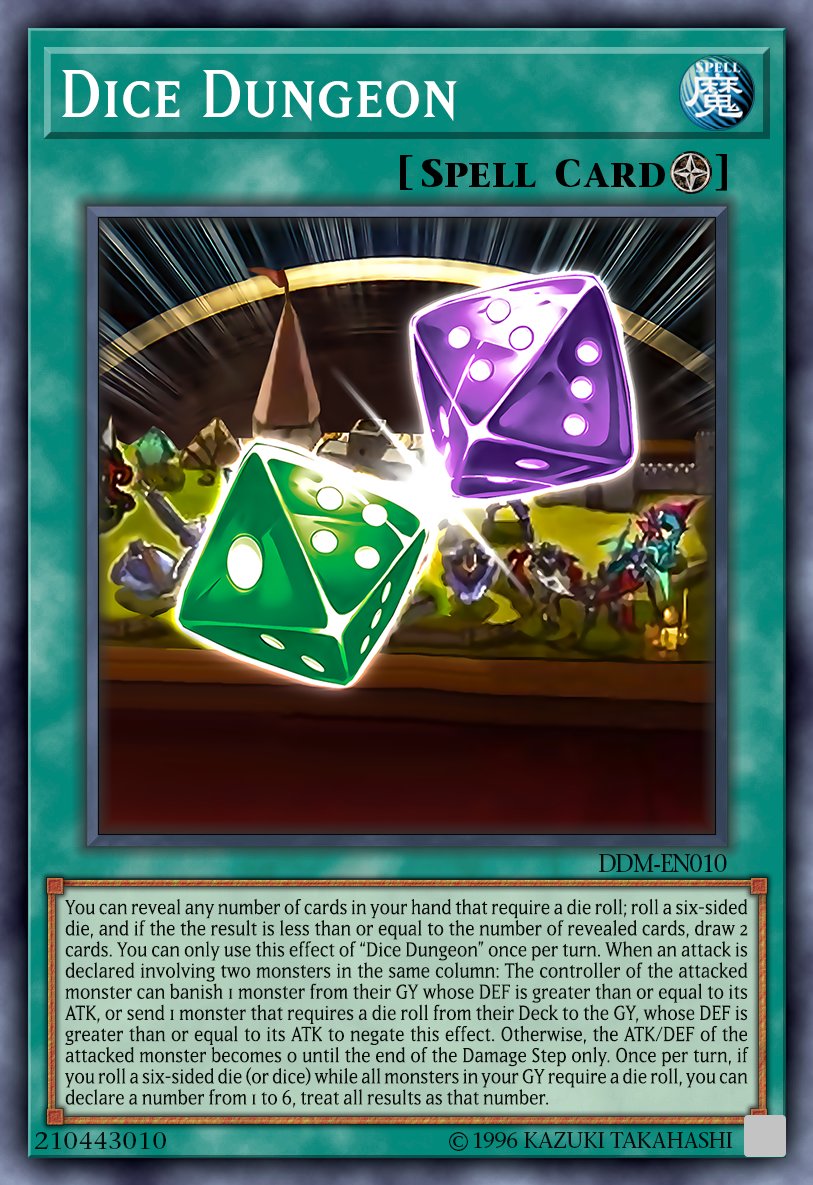 Dice Dungeon
SPELL
魔
[Spell Card]
DDM-EN010
You can reveal any number of cards in your hand that require a die roll; roll a six-sided
die, and if the the result is less than or equal to the number of revealed cards, draw 2
cards. You can only use this effect of “Dice Dungeon” once per turn. When an attack is
declared involving two monsters in the same column: The controller of the attacked
monster can banish 1 monster from their GY whose DEF is greater than or equal to its
ATK, or send 1 monster that requires a die roll from their Deck to the GY, whose DEF is
greater than or equal to its ATK to negate this effect. Otherwise, the ATK/DEF of the
attacked monster becomes 0 until the end of the Damage Step only. Once per turn, if
you roll a six-sided die (or dice) while all monsters in your GY require a die roll, you can
declare a number from 1 to 6, treat all results as that number.
210443010
© 1996 KAZUKI TAKAHASHI